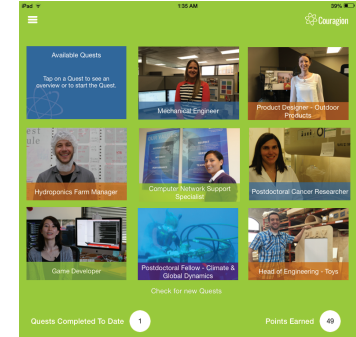 iPad
1:35 AM
39%
Couragion
Available Quests
Tap on a Quest to see an
overview or to start the Quest.
Mechanical Engineer
Product Designer - Outdoor
Products
Hydroponics Farm Manager
Computer Network Support
Specialist
Postdoctoral Cancer Researcher
Game Developer
Postdoctoral Fellow - Climate &
Global Dynamics
Head of Engineering - Toys
Check for new Quests
Quests Completed To Date
1
Points Earned
49